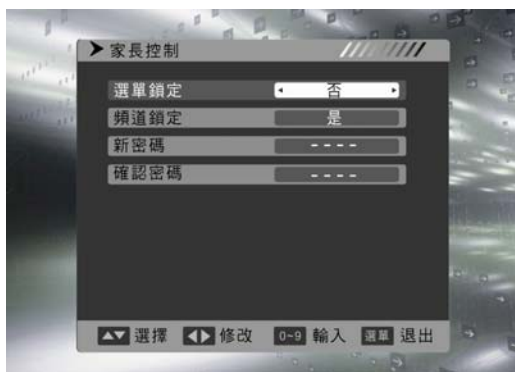 家長控制
選單鎖定 否
頻道鎖定 是
新密碼 - - - -
確認密碼 - - - -
選擇 修改 0~9 輸入 選單 退出